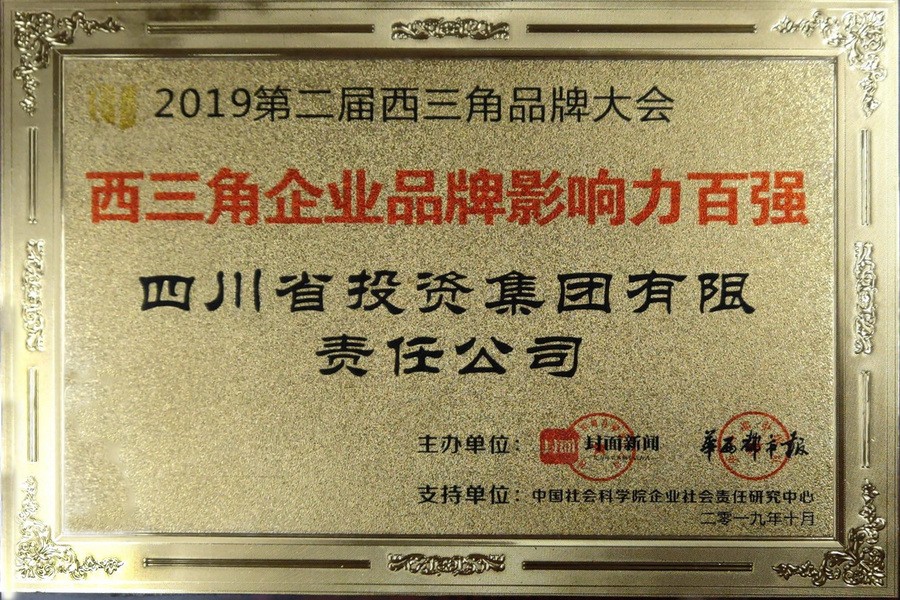 2019第二届西三角品牌大会
西三角企业品牌影响力百强
四川省投资集团有限
责任公司
主办单位： 封面 封面新闻 华西都市报
支持单位：中国社会科学院企业社会责任研究中心
二零一九年十月